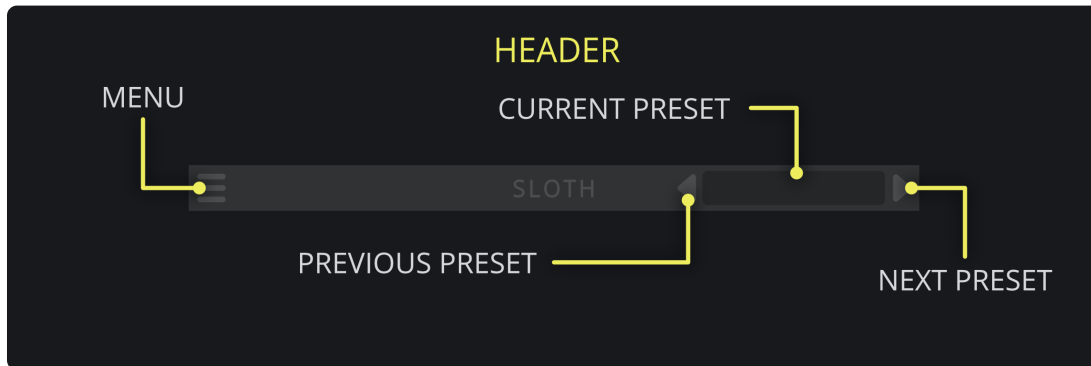 HEADER
MENU
CURRENT PRESET
SLOTH
PREVIOUS PRESET
NEXT PRESET